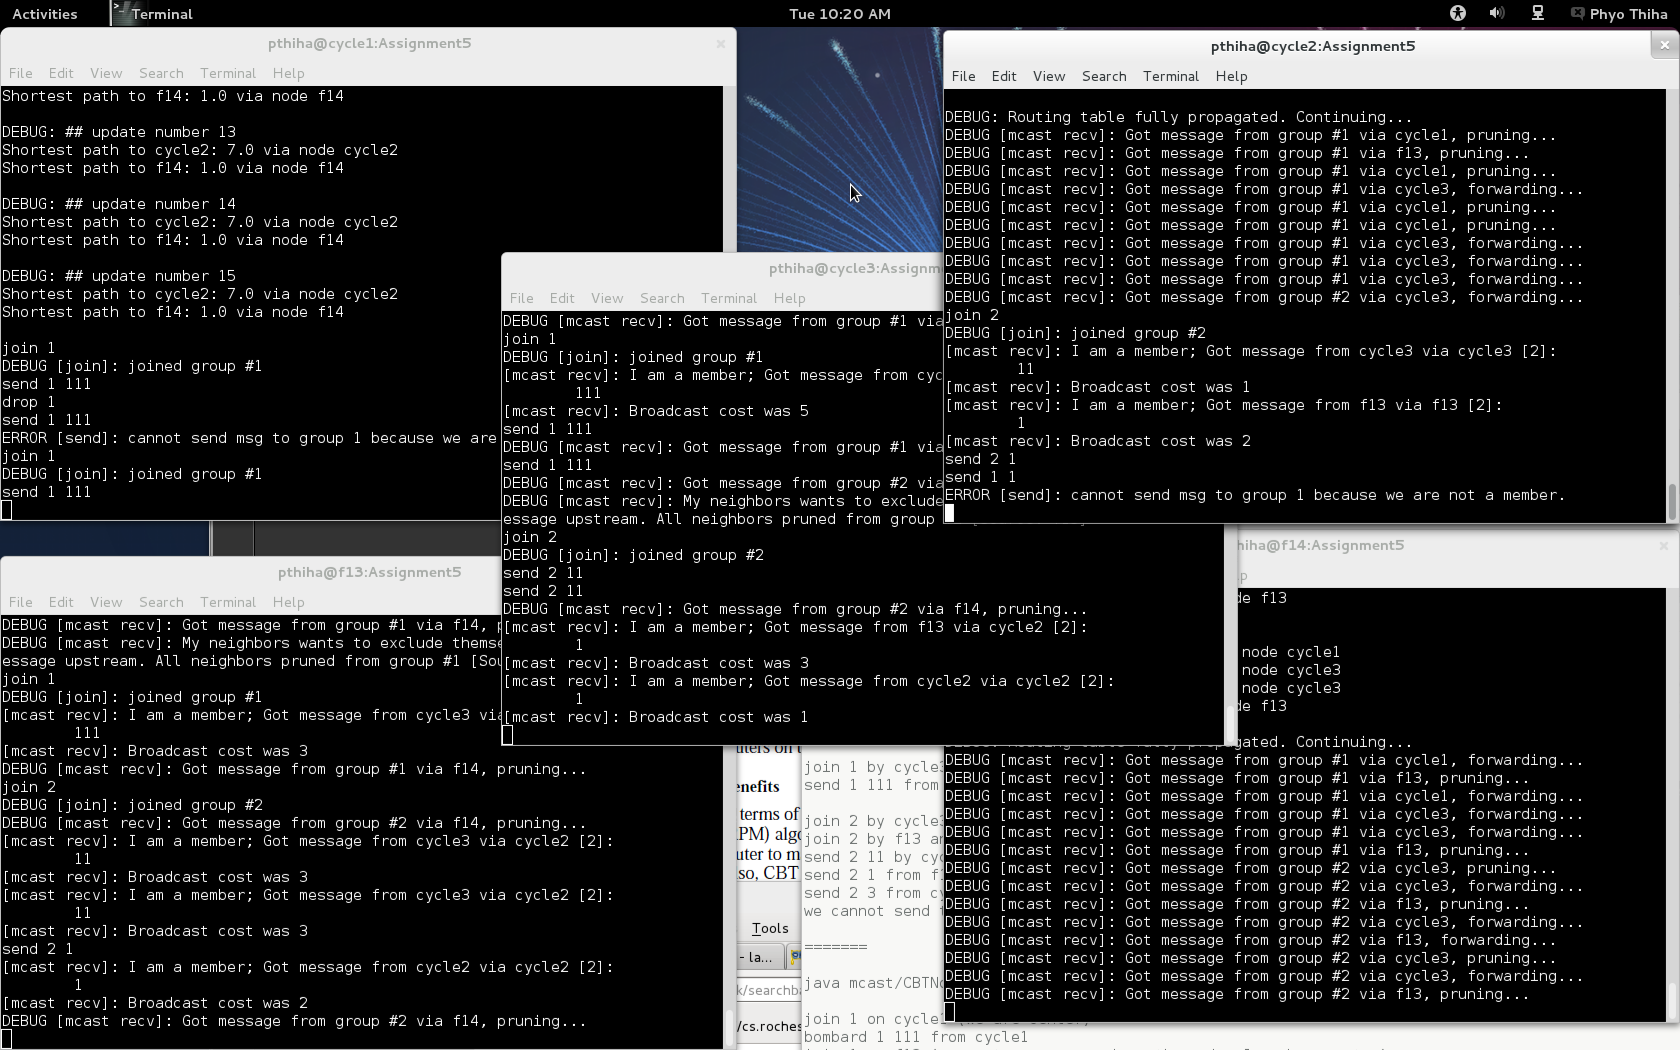 Activities
Terminal
Tue 10:20 AM
Phyo Thiha
pthiha@cycle1:Assignment5
File Edit View Search Terminal Help
Shortest path to f14: 1.0 via node f14
DEBUG: ## update number 13
Shortest path to cycle2: 7.0 via node cycle2
Shortest path to f14: 1.0 via node f14
DEBUG: ## update number 14
Shortest path to cycle2: 7.0 via node cycle2
Shortest path to f14: 1.0 via node f14
DEBUG: ## update number 15
Shortest path to cycle2: 7.0 via node cycle2
Shortest path to f14: 1.0 via node f14
join 1
DEBUG [join]: joined group #1
send 1 111
drop 1
send 1 111
ERROR [send]: cannot send msg to group 1 because we are
join 1
DEBUG [join]: joined group #1
send 1 111
pthiha@cycle2:Assignment5
File Edit View Search Terminal Help
DEBUG: Routing table fully propagated. Continuing...
DEBUG [mcast recv]: Got message from group #1 via cycle1, pruning...
DEBUG [mcast recv]: Got message from group #1 via f13, pruning...
DEBUG [mcast recv]: Got message from group #1 via cycle1, pruning...
DEBUG [mcast recv]: Got message from group #1 via cycle3, forwarding...
DEBUG [mcast recv]: Got message from group #1 via cycle1, pruning...
DEBUG [mcast recv]: Got message from group #1 via cycle1, pruning...
DEBUG [mcast recv]: Got message from group #1 via cycle3, forwarding...
DEBUG [mcast recv]: Got message from group #1 via cycle3, forwarding...
DEBUG [mcast recv]: Got message from group #1 via cycle3, forwarding...
DEBUG [mcast recv]: Got message from group #2 via cycle3, forwarding...
join 2
DEBUG [join]: joined group #2
[mcast recv]: I am a member; Got message from cycle3 via cycle3 [2]:
11
[mcast recv]: Broadcast cost was 1
[mcast recv]: I am a member; Got message from f13 via f13 [2]:
1
[mcast recv]: Broadcast cost was 2
send 2 1
send 1 1
ERROR [send]: cannot send msg to group 1 because we are not a member.
pthiha@cycle3:Assignm
File Edit View Search Terminal Help
DEBUG [mcast recv]: Got message from group #1 via
join 1
DEBUG [join]: joined group #1
[mcast recv]: I am a member; Got message from cyc
111
[mcast recv]: Broadcast cost was 5
send 1 111
DEBUG [mcast recv]: Got message from group #1 via
send 1 111
DEBUG [mcast recv]: Got message from group #2 via
DEBUG [mcast recv]: My neighbors wants to exclude
essage upstream. All neighbors pruned from group
join 2
DEBUG [join]: joined group #2
send 2 11
send 2 11
DEBUG [mcast recv]: Got message from group #2 via f14, pruning...
[mcast recv]: I am a member; Got message from f13 via cycle2 [2]:
1
[mcast recv]: Broadcast cost was 3
[mcast recv]: I am a member; Got message from cycle2 via cycle2 [2]:
1
[mcast recv]: Broadcast cost was 1
pthiha@f13:Assignment5
File Edit View Search Terminal Help
DEBUG [mcast recv]: Got message from group #1 via f14, p
DEBUG [mcast recv]: My neighbors wants to exclude themse
essage upstream. All neighbors pruned from group #1 [Sou
join 1
DEBUG [join]: joined group #1
[mcast recv]: I am a member; Got message from cycle3 via
111
[mcast recv]: Broadcast cost was 3
DEBUG [mcast recv]: Got message from group #1 via f14, pruning...
join 2
DEBUG [join]: joined group #2
DEBUG [mcast recv]: Got message from group #2 via f14, pruning...
[mcast recv]: I am a member; Got message from cycle3 via cycle2 [2]:
11
[mcast recv]: Broadcast cost was 3
[mcast recv]: I am a member; Got message from cycle3 via cycle2 [2]:
11
[mcast recv]: Broadcast cost was 3
send 2 1
[mcast recv]: I am a member; Got message from cycle2 via cycle2 [2]:
1
[mcast recv]: Broadcast cost was 2
DEBUG [mcast recv]: Got message from group #2 via f14, pruning...
uters on t
enefits
terms of
PM) algo
uter to m
so, CBT
Tools
- la...
k/searchba
/cs.roches
join 1 by cycle3
send 1 111 from
join 2 by cycle3
join 2 by f13 an
send 2 11 by cyc
send 2 1 from f1
send 2 3 from cy
we cannot send
=======
java mcast/CBTNo
join 1 on cycle1 (we are center)
bombard 1 111 from cycle1
hiha@f14:Assignment5
p
de f13
node cycle1
node cycle3
node cycle3
de f13
DEBUG: Routing table fully propagated. Continuing...
DEBUG [mcast recv]: Got message from group #1 via cycle1, forwarding...
DEBUG [mcast recv]: Got message from group #1 via f13, pruning...
DEBUG [mcast recv]: Got message from group #1 via cycle1, forwarding...
DEBUG [mcast recv]: Got message from group #1 via cycle3, forwarding...
DEBUG [mcast recv]: Got message from group #1 via cycle3, forwarding...
DEBUG [mcast recv]: Got message from group #1 via f13, pruning...
DEBUG [mcast recv]: Got message from group #2 via cycle3, pruning...
DEBUG [mcast recv]: Got message from group #2 via cycle3, forwarding...
DEBUG [mcast recv]: Got message from group #2 via f13, pruning...
DEBUG [mcast recv]: Got message from group #2 via cycle3, forwarding...
DEBUG [mcast recv]: Got message from group #2 via f13, forwarding...
DEBUG [mcast recv]: Got message from group #2 via cycle3, pruning...
DEBUG [mcast recv]: Got message from group #2 via cycle3, forwarding...
DEBUG [mcast recv]: Got message from group #2 via f13, pruning...